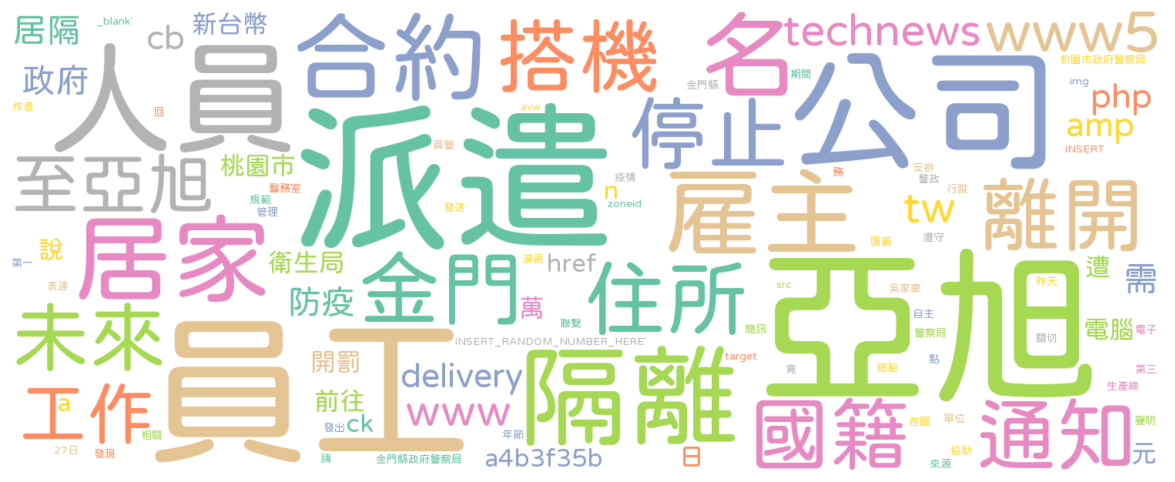 居隔
_blank'
cb
新台幣
合約
搭機
名
technews
www5
桃園市政府警察局
政府
人員
期間
金門縣
img
php
作者
回
avw
停止
公司
amp
INSERT
員警
派遣
至亞旭
桃園市
醫務室
規範
管理
發送
疫情
n
zoneid
雇主
務
安排
警政
行蹤
tw
遵守
離開
說
居家
衛生局
漠視
href
圍籬
第一
表達
防疫
金門
萬
聯繫
住所
src
亞旭
吳家豪
昨天
遭
需
未來
員工
INSERT_RANDOM_NUMBER_HERE'
簡訊
自主
警察局
關切
電腦
電子
開罰
delivery
隔離
target
竟
細胞
點
第三
生產線
工作
a
前往
www
相關
發出
ck
年節
國籍
首圖
單位
通知
聲明
27日
發現
請
金門縣政府警察局
a4b3f35b
日
來源
協助
元